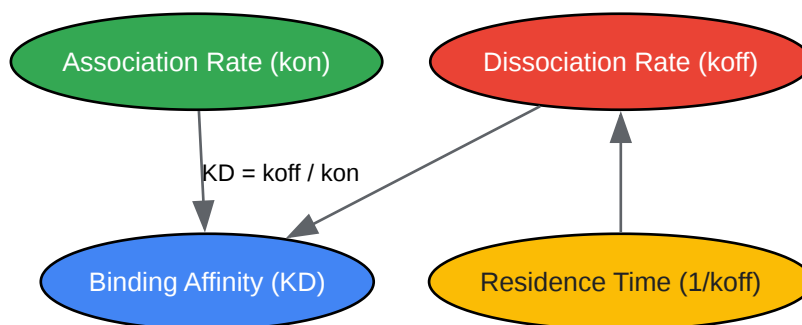 Association Rate (kon)
Dissociation Rate (koff)
KD = koff / kon
Binding Affinity (KD)
Residence Time (1/koff)